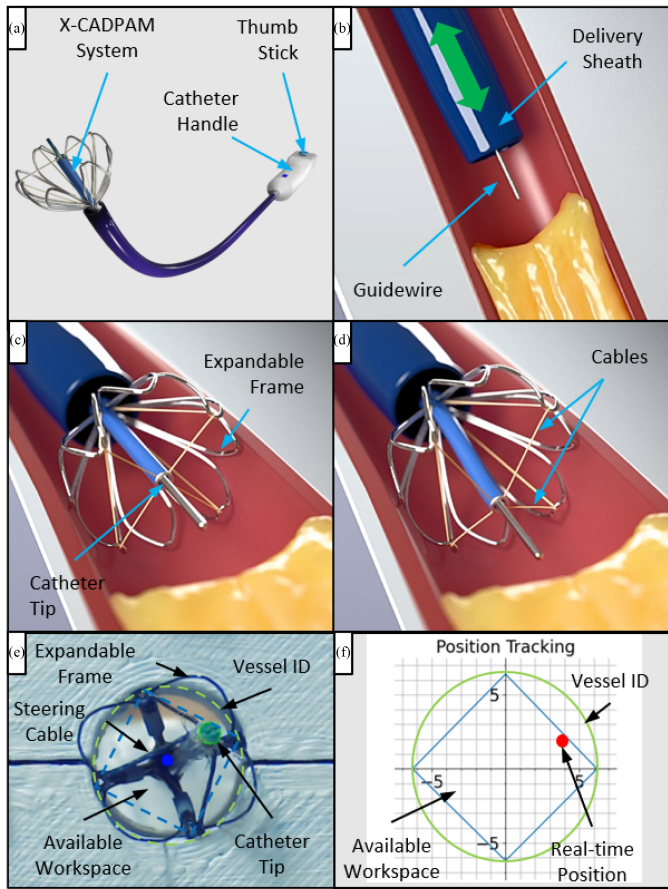 (a)
X-CADPAM
System
Thumb
Stick
Catheter
Handle
(b)
Delivery
Sheath
Guidewire
(c)
Expandable
Frame
Catheter
Tip
(d)
Cables
(e)
Expandable
Frame
Vessel ID
Steering
Cable
Available
Workspace
Catheter
Tip
(f)
Position Tracking
Vessel ID
5
−5
5
−5
Available
Workspace
Real-time
Position